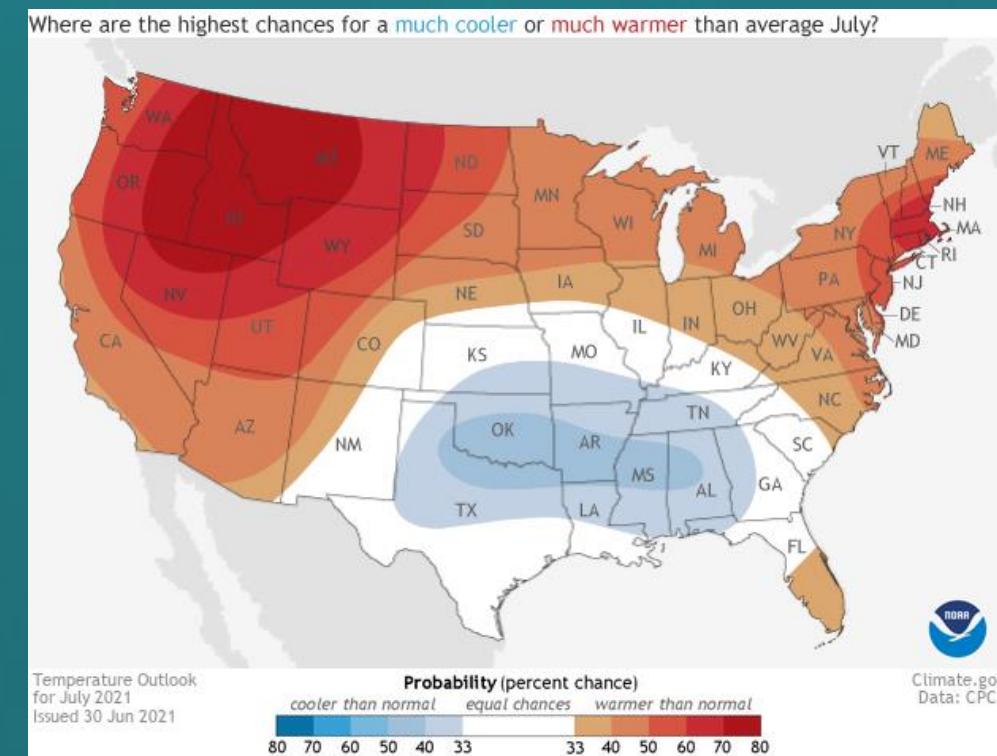 Where are the highest chances for a much cooler or much warmer than average July?
WA
MT
ND
VT
ME
OR
MN
NH
ID
SD
WI
NY
MA
WY
MI
RI
CT
PA
NJ
NV
NE
IA
OH
DE
UT
IL
IN
MD
CA
CO
WV
VA
KS
MO
KY
NC
AZ
NM
OK
AR
TN
SC
MS
AL
GA
TX
LA
FL
NOAA
Temperature Outlook
for July 2021
Issued 30 Jun 2021
Probability (percent chance)
cooler than normal equal chances warmer than normal
80 70 60 50 40 33 33 40 50 60 70 80
Climate.go
Data: CPC